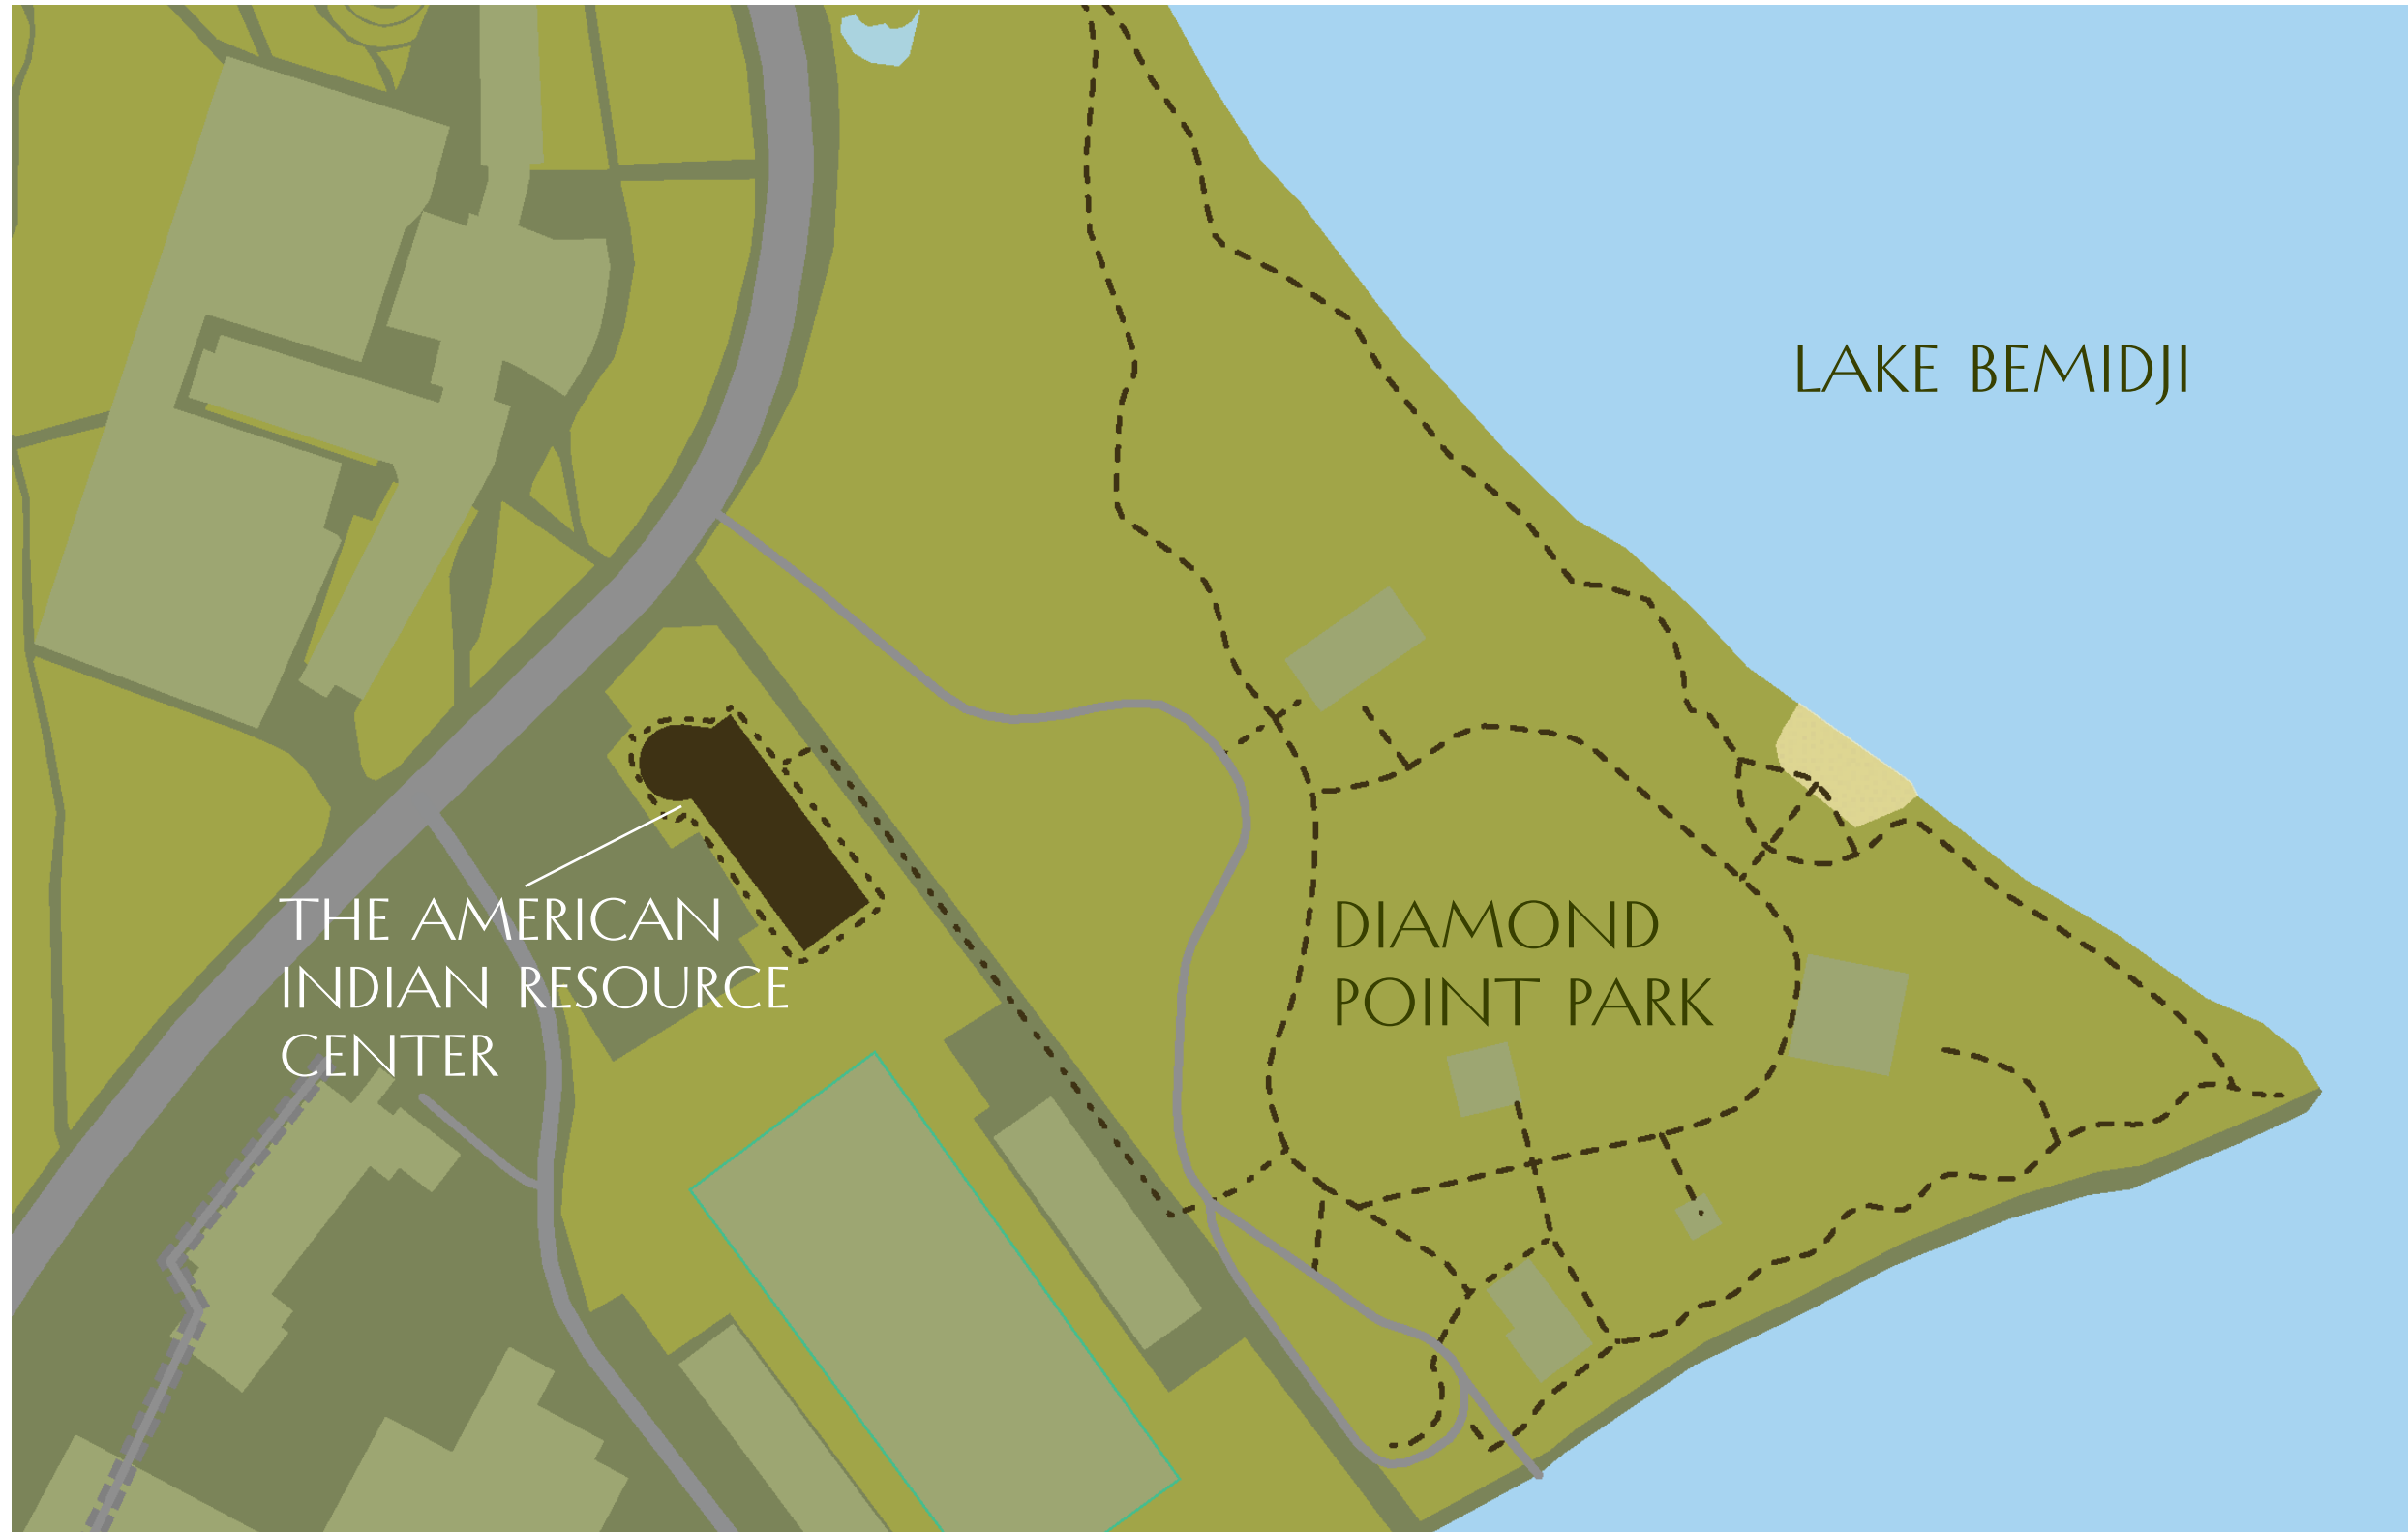 LAKE BEMIDJI
THE AMERICAN
INDIAN RESOURCE
CENTER
DIAMOND
POINT PARK